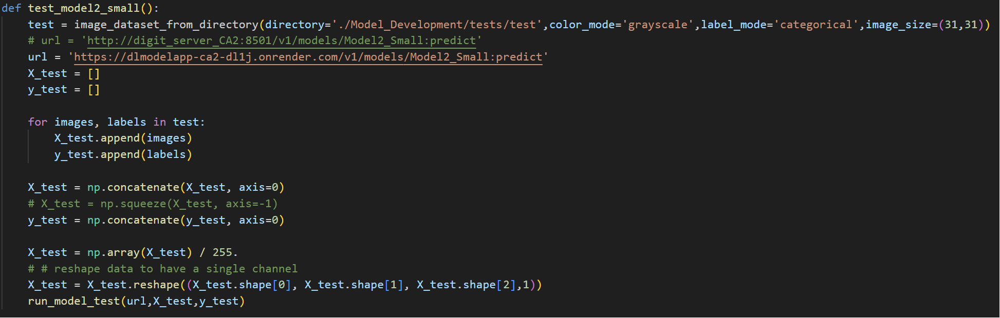 def test_model2_small():
    test = image_dataset_from_directory(directory='./Model_Development/tests/test',color_mode='grayscale',label_mode='categorical',image_size=(31,31))
    # url = 'http://digit_server_CA2:8501/v1/models/Model2_Small:predict'
    url = 'https://dlmodelapp-ca2-dl1j.onrender.com/v1/models/Model2_Small:predict'
    X_test = []
    y_test = []

    for images, labels in test:
        X_test.append(images)
        y_test.append(labels)

    X_test = np.concatenate(X_test, axis=0)
    # X_test = np.squeeze(X_test, axis=-1)
    y_test = np.concatenate(y_test, axis=0)

    X_test = np.array(X_test) / 255.
    # # reshape data to have a single channel
    X_test = X_test.reshape((X_test.shape[0], X_test.shape[1], X_test.shape[2],1))
    run_model_test(url,X_test,y_test)